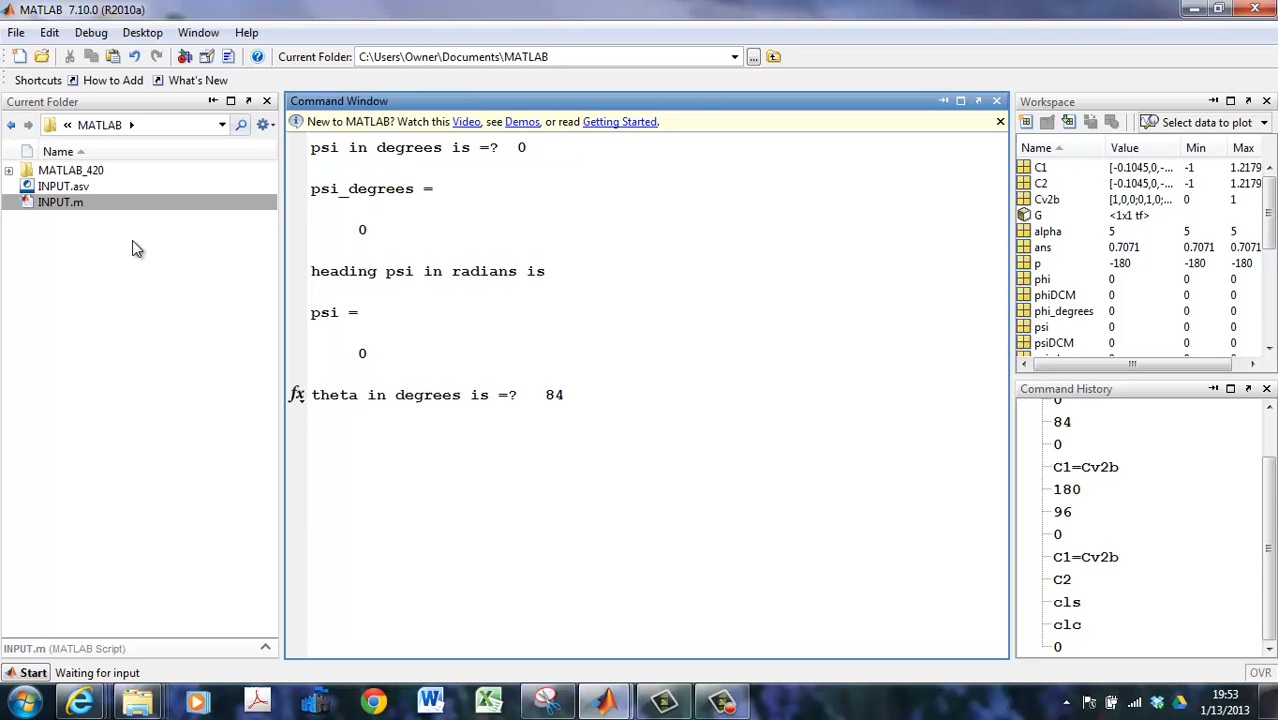 MATLAB 7.10.0 (R2010a)
File Edit Debug Desktop Window Help
Current Folder: C:\Users\Owner\Documents\MATLAB
Shortcuts How to Add What's New
Current Folder
« MATLAB
Name
MATLAB_420
INPUT.asv
INPUT.m
INPUT.m (MATLAB Script)
Command Window
New to MATLAB? Watch this Video, see Demos, or read Getting Started.
psi in degrees is =? 0
psi_degrees =
0
heading psi in radians is
psi =
0
fx theta in degrees is =? 84
Workspace
Select data to plot
Name Value Min Max
C1 [-0.1045,0,-... -1 1.2179
C2 [-0.1045,0,-... -1 1.2179
Cv2b [1,0,0;0,1,0;... 0 1
G <1x1 tf>
alpha 5 5 5
ans 0.7071 0.7071 0.7071
p -180 -180 -180
phi 0 0 0
phiDCM 0 0 0
phi_degrees 0 0 0
psi 0 0 0
psiDCM 0 0 0
Command History
0
84
0
C1=Cv2b
180
96
0
C1=Cv2b
C2
cls
clc
0
Start Waiting for input
OVR
19:53
1/13/2013